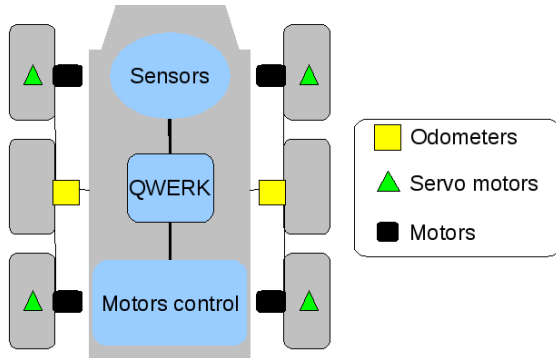 Sensors
QWERK
Motors control
Odometers
Servo motors
Motors